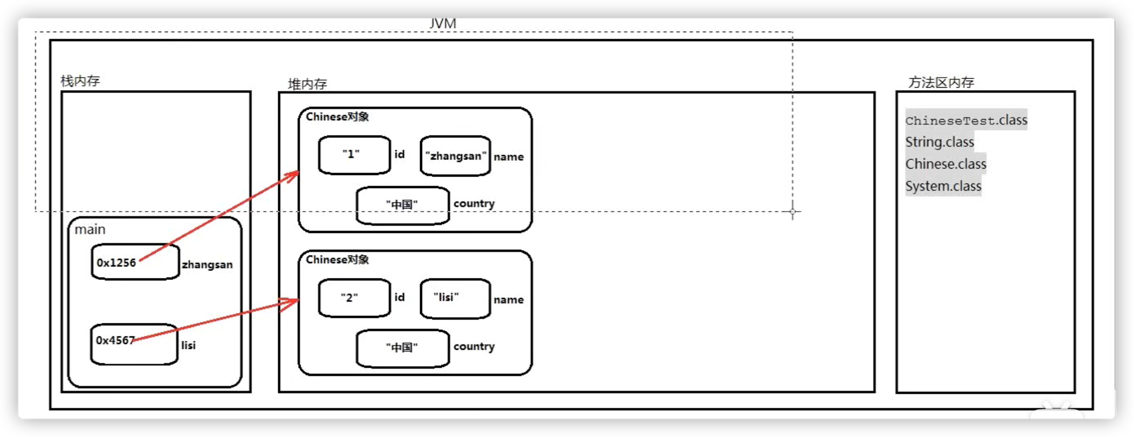 JVM
栈内存
堆内存
方法区内存
Chinese对象
"1" id "zhangsan" name
"中国" country
ChineseTest.class
String.class
Chinese.class
System.class
main
0x1256 zhangsan
Chinese对象
"2" id "lisi" name
0x4567 lisi
"中国" country